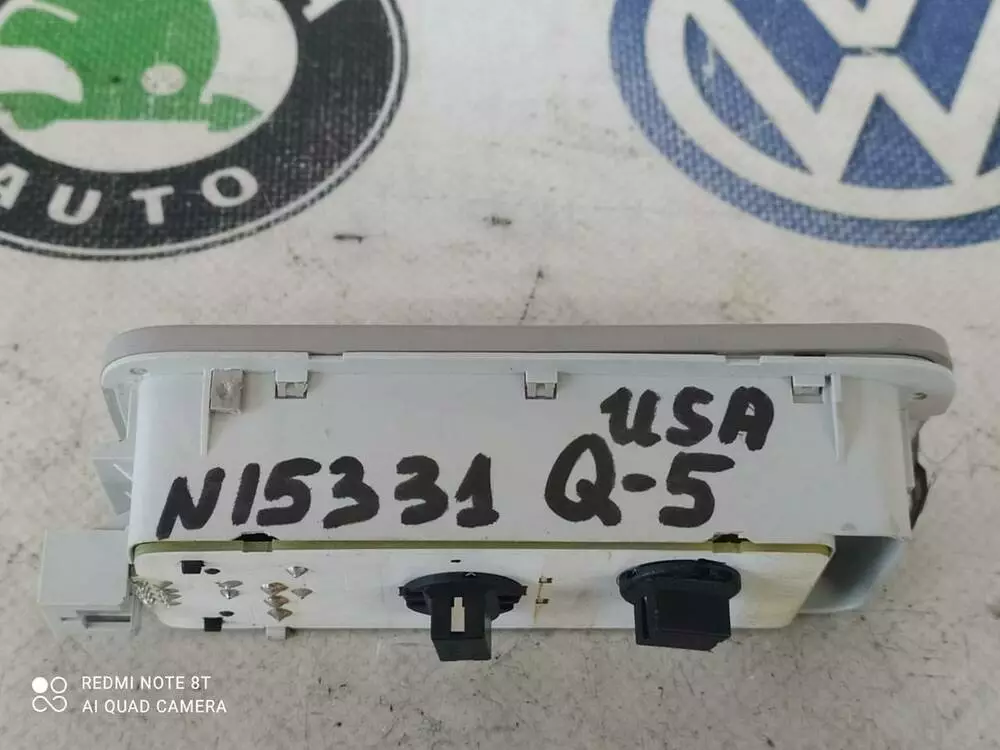 AUTO
USA
N15331 Q-5
REDMI NOTE 8T
AI QUAD CAMERA